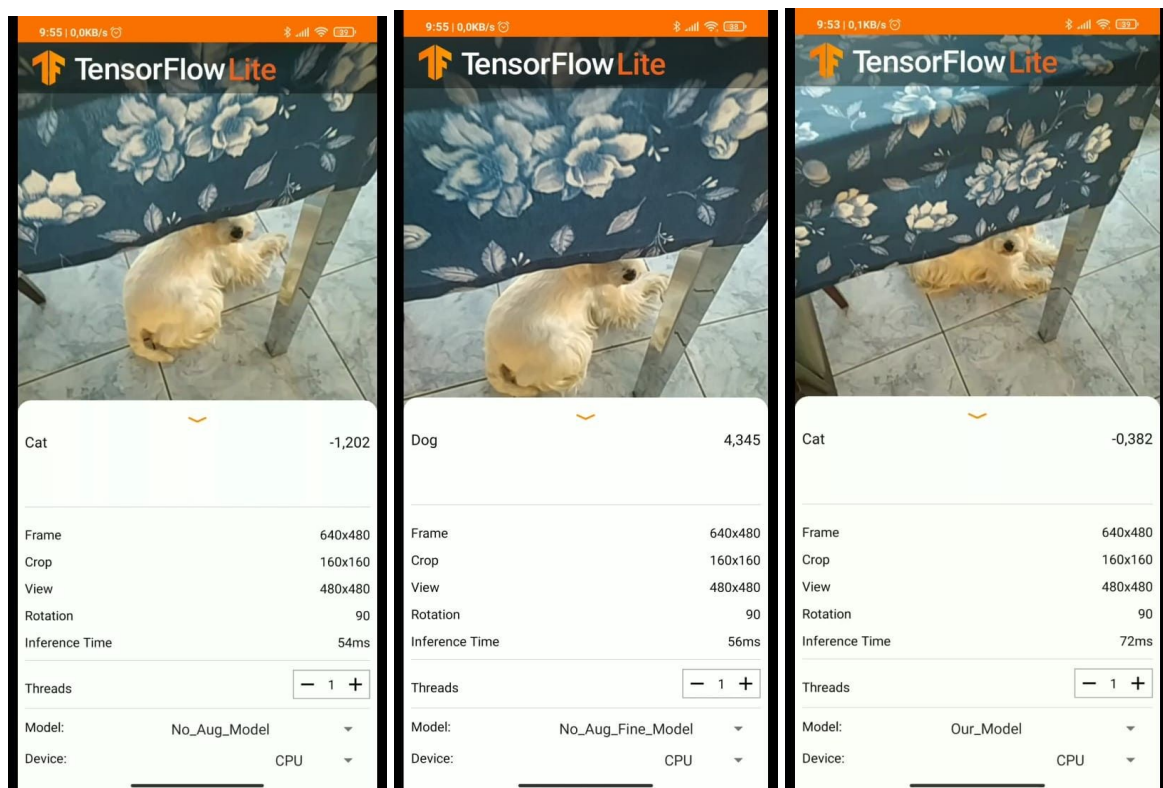 9:55 | 0,0KB/s
89
TensorFlow Lite
Cat -1,202
Frame 640x480
Crop 160x160
View 480x480
Rotation 90
Inference Time 54ms
Threads 1
Model: No_Aug_Model
Device: CPU
9:55 | 0,0KB/s
TensorFlow Lite
Dog 4,345
Frame 640x480
Crop 160x160
View 480x480
Rotation 90
Inference Time 56ms
Threads 1
Model: No_Aug_Fine_Model
Device: CPU
9:53 | 0,1KB/s
89
TensorFlow Lite
Cat -0,382
Frame 640x480
Crop 160x160
View 480x480
Rotation 90
Inference Time 72ms
Threads 1
Model: Our_Model
Device: CPU